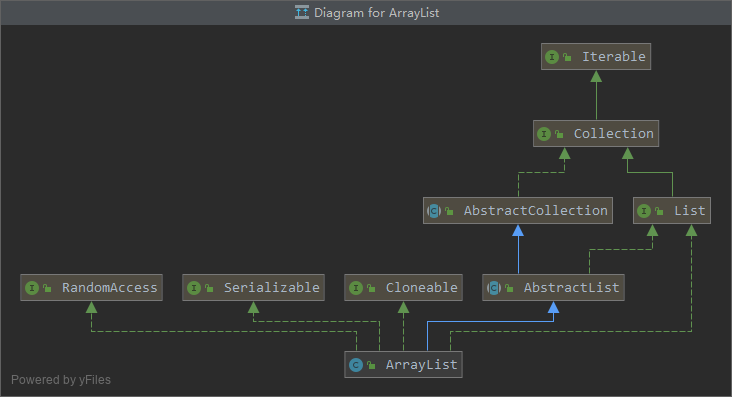 Diagram for ArrayList
I Iterable
I Collection
C AbstractCollection
I List
I RandomAccess
I Serializable
I Cloneable
C AbstractList
C ArrayList
Powered by yFiles